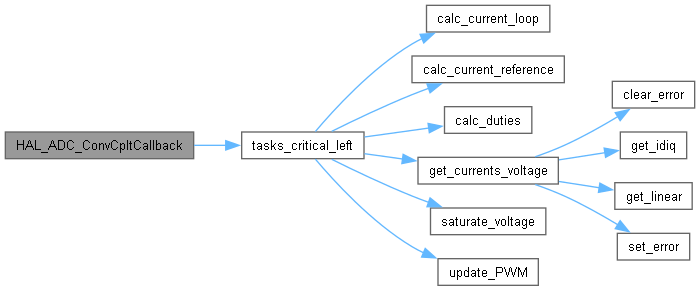 HAL_ADC_ConvCpltCallback
tasks_critical_left
calc_current_loop
calc_current_reference
calc_duties
get_currents_voltage
saturate_voltage
update_PWM
clear_error
get_idiq
get_linear
set_error